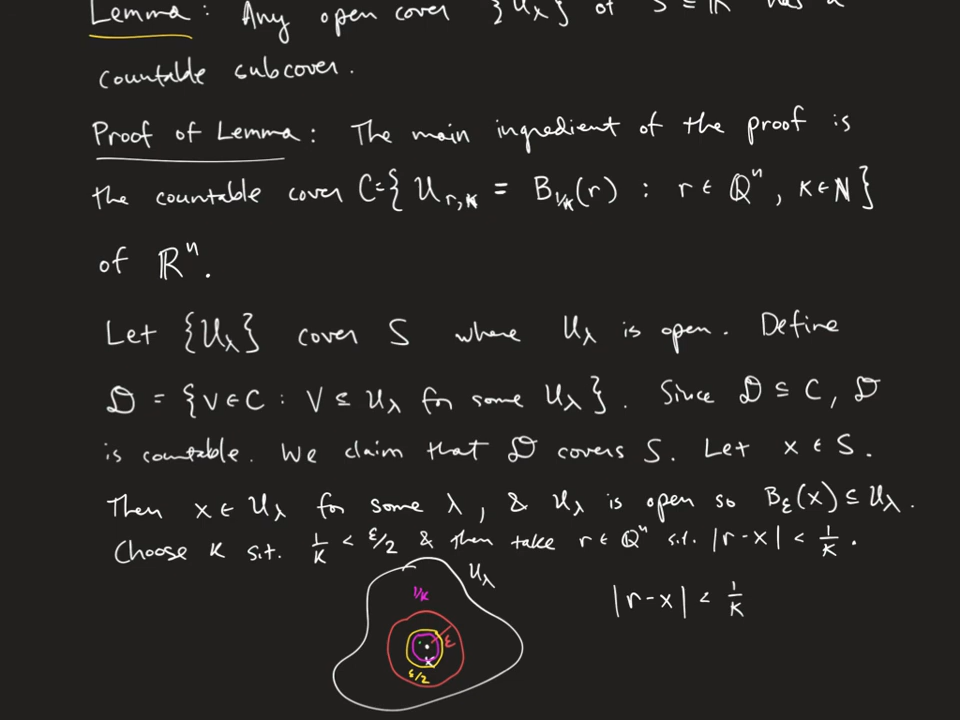 Lemma: Any open cover {U_λ} of S ⊆ ℝ has a
countable subcover.
Proof of Lemma: The main ingredient of the proof is
the countable cover C={ U_{r,k} = B_{1/k}(r) : r ∈ ℚⁿ, k ∈ ℕ }
of ℝⁿ.
Let {U_λ} cover S where U_λ is open. Define
𝒟 = {V ∈ C : V ⊆ U_λ for some U_λ}. Since 𝒟 ⊆ C, 𝒟
is countable. We claim that 𝒟 covers S. Let x ∈ S.
Then x ∈ U_λ for some λ, & U_λ is open so B_ε(x) ⊆ U_λ.
Choose k s.t. 1/k < ε/2 & then take r ∈ ℚⁿ s.t. |r-x| < 1/k.
U_λ
1/k
|r-x| < 1/k
ε
x
ε/2